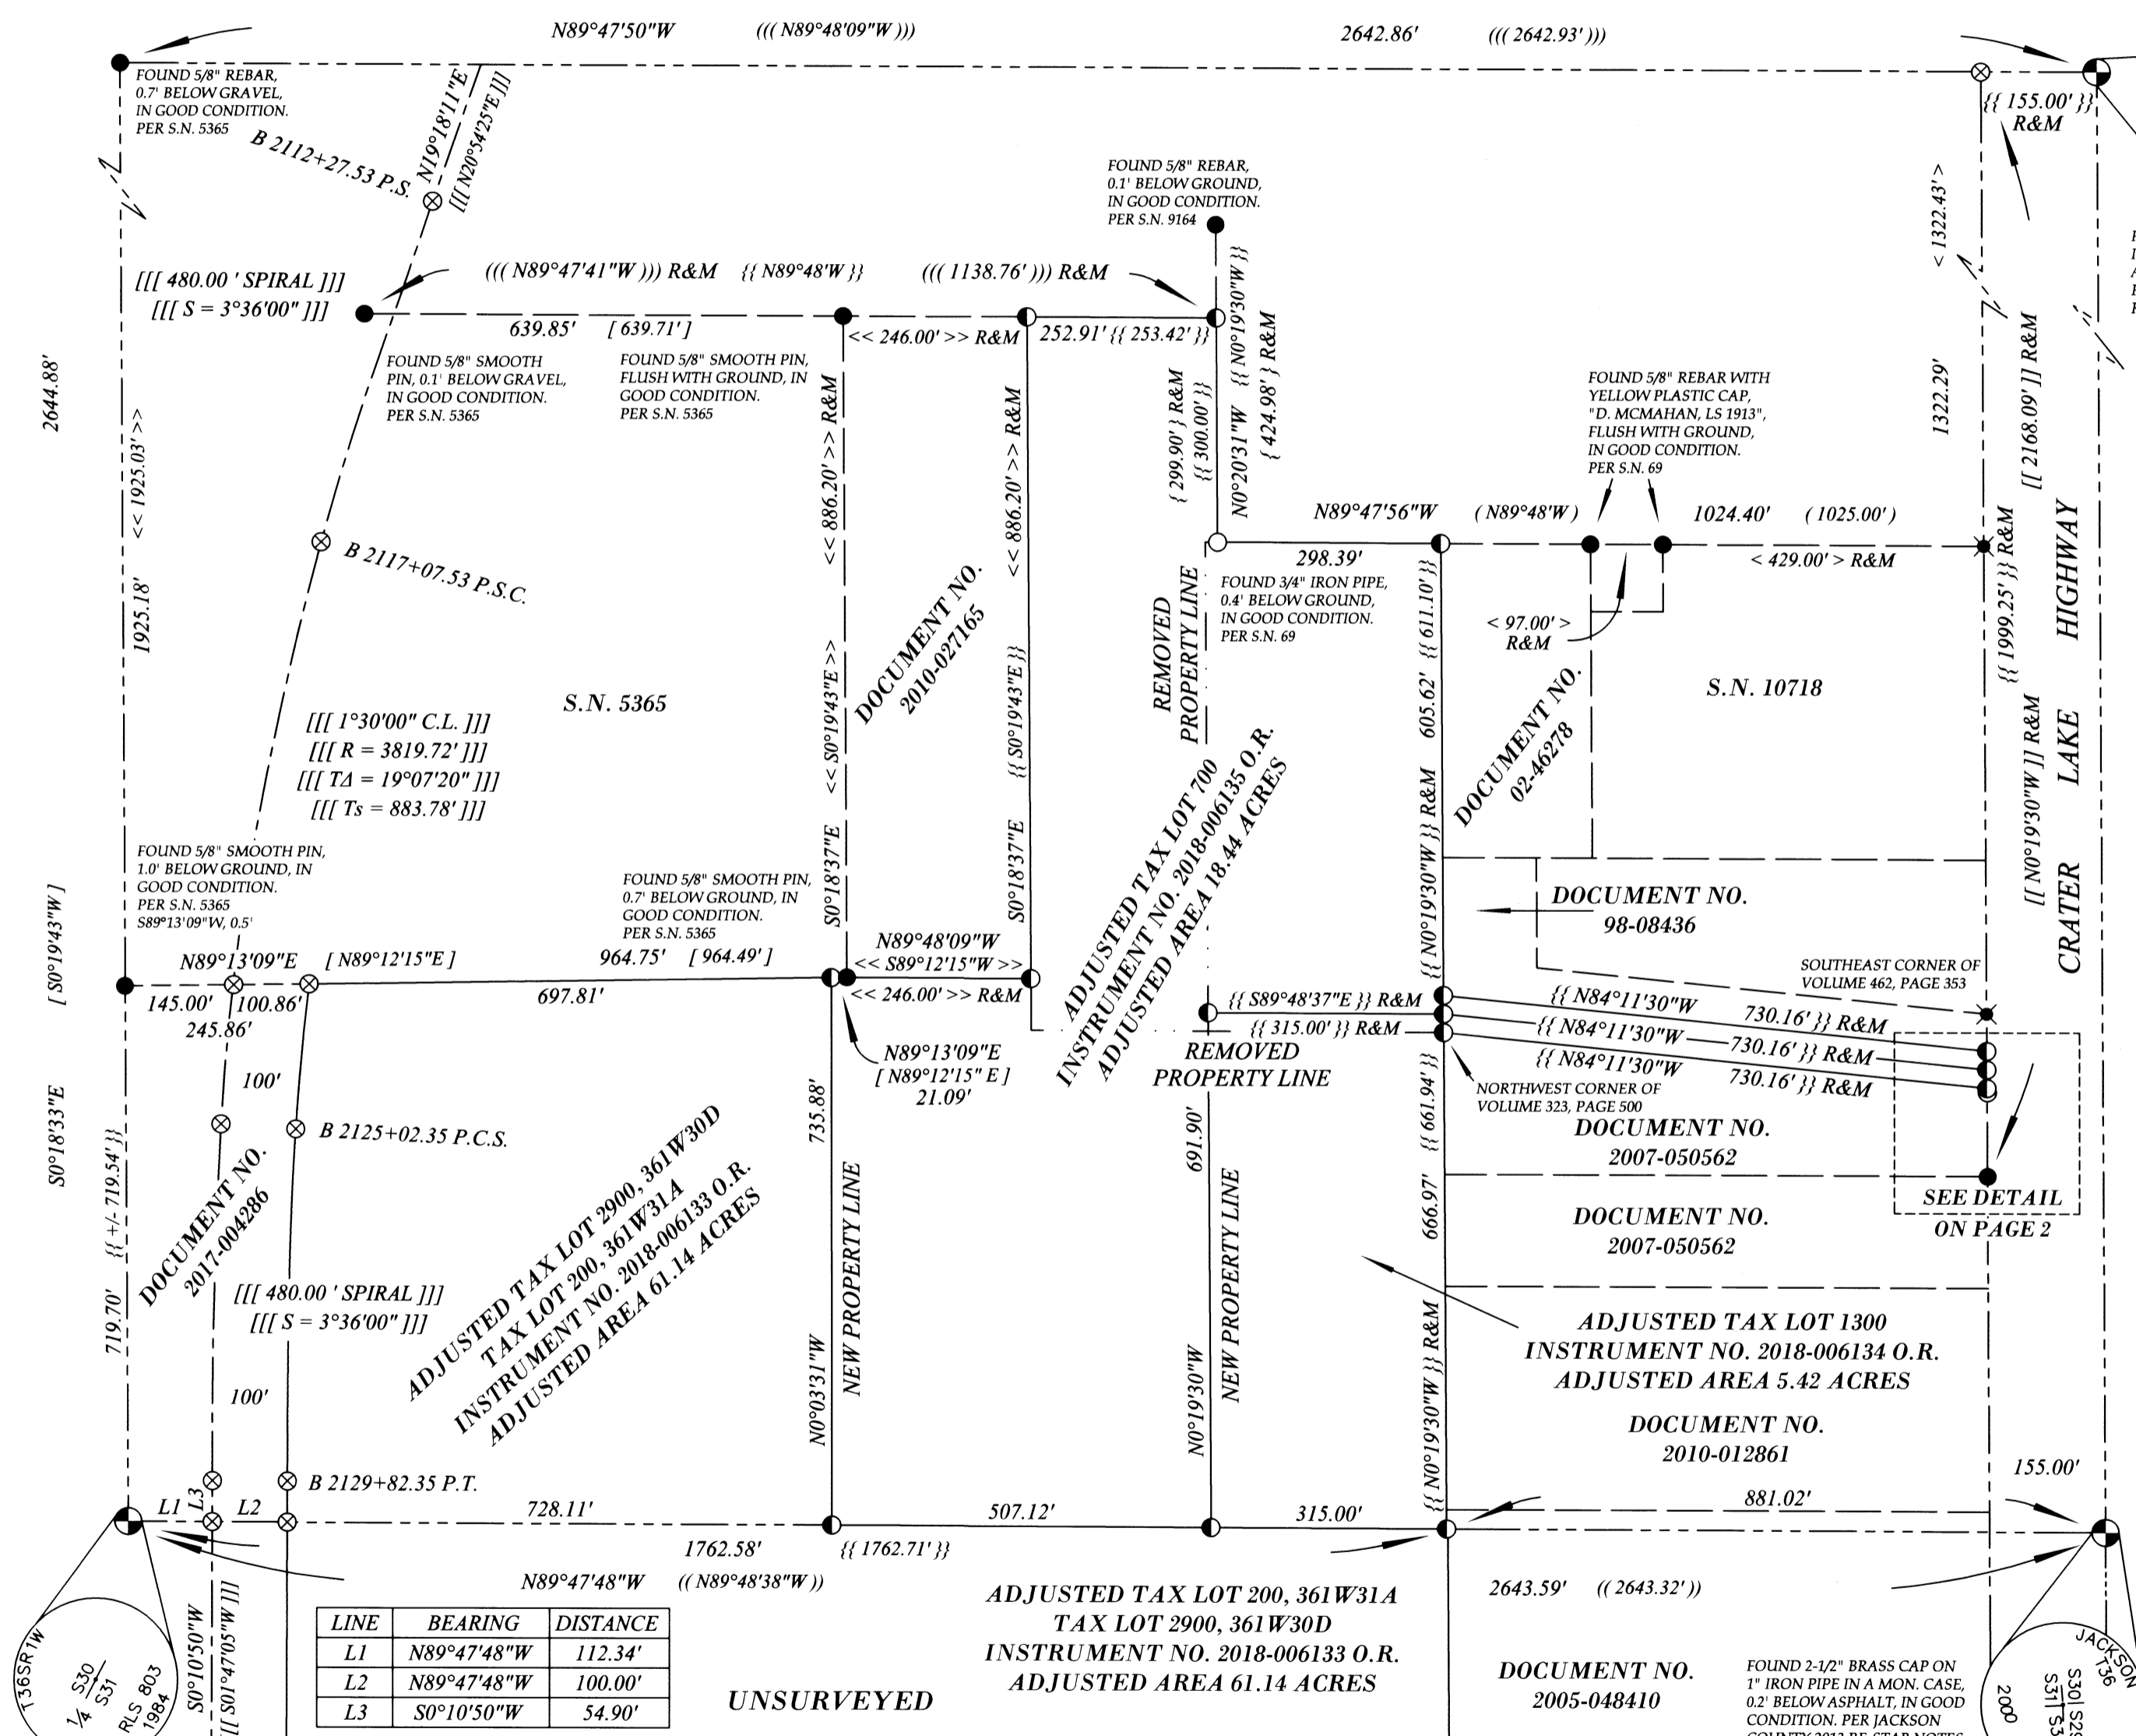 N89°47'50"W ((( N89°48'09"W )))
2642.86' ((( 2642.93' )))
FOUND 5/8" REBAR,
0.7' BELOW GRAVEL,
IN GOOD CONDITION.
PER S.N. 5365
B 2112+27.53 P.S.
N19°18'11"E
[[[ N20°54'25"E ]]]
{{ 155.00' }}
R&M
FOUND 5/8" REBAR,
0.1' BELOW GROUND,
IN GOOD CONDITION.
PER S.N. 9164
< 1322.43' >
1322.29'
[[[ 480.00 ' SPIRAL ]]]
[[[ S = 3°36'00" ]]]
((( N89°47'41"W ))) R&M {{ N89°48'W }} ((( 1138.76' ))) R&M
639.85' [ 639.71' ]
<< 246.00' >> R&M
252.91' {{ 253.42' }}
N0°20'31"W {{ N0°19'30"W }}
{ 424.98' } R&M
{ 299.90' } R&M
{{ 300.00' }}
2644.88'
<< 1925.03' >>
1925.18'
FOUND 5/8" SMOOTH
PIN, 0.1' BELOW GRAVEL,
IN GOOD CONDITION.
PER S.N. 5365
FOUND 5/8" SMOOTH PIN,
FLUSH WITH GROUND, IN
GOOD CONDITION.
PER S.N. 5365
<< 886.20' >> R&M
<< 886.20' >> R&M
FOUND 5/8" REBAR WITH
YELLOW PLASTIC CAP,
"D. MCMAHAN, LS 1913",
FLUSH WITH GROUND,
IN GOOD CONDITION.
PER S.N. 69
[[ 2168.09' ]] R&M
{{ 1999.25' }} R&M
[[ N0°19'30"W ]] R&M
CRATER LAKE HIGHWAY
N89°47'56"W ( N89°48'W )
1024.40' ( 1025.00' )
298.39'
< 429.00' > R&M
FOUND 3/4" IRON PIPE,
0.4' BELOW GROUND,
IN GOOD CONDITION.
PER S.N. 69
< 97.00' >
R&M
B 2117+07.53 P.S.C.
DOCUMENT NO.
2010-027165
REMOVED
PROPERTY LINE
605.62' {{ 611.10' }}
{{ N0°19'30"W }} R&M
S.N. 5365
S.N. 10718
DOCUMENT NO.
02-46278
[[[ 1°30'00" C.L. ]]]
[[[ R = 3819.72' ]]]
[[[ TΔ = 19°07'20" ]]]
[[[ Ts = 883.78' ]]]
S0°18'37"E << S0°19'43"E >>
S0°18'37"E {{ S0°19'43"E }}
ADJUSTED TAX LOT 700
INSTRUMENT NO. 2018-006135 O.R.
ADJUSTED AREA 18.44 ACRES
FOUND 5/8" SMOOTH PIN,
1.0' BELOW GROUND, IN
GOOD CONDITION.
PER S.N. 5365
S89°13'09"W, 0.5'
FOUND 5/8" SMOOTH PIN,
0.7' BELOW GROUND, IN
GOOD CONDITION.
PER S.N. 5365
DOCUMENT NO.
98-08436
S0°18'33"E [ S0°19'43"W ]
N89°13'09"E [ N89°12'15"E ]
964.75' [ 964.49' ]
N89°48'09"W
<< S89°12'15"W >>
SOUTHEAST CORNER OF
VOLUME 462, PAGE 353
145.00' 100.86'
245.86'
697.81'
<< 246.00' >> R&M
{{ S89°48'37"E }} R&M
{{ 315.00' }} R&M
{{ N84°11'30"W 730.16' }} R&M
{{ N84°11'30"W 730.16' }} R&M
{{ N84°11'30"W 730.16' }} R&M
N89°13'09"E
[ N89°12'15" E ]
21.09'
REMOVED
PROPERTY LINE
NORTHWEST CORNER OF
VOLUME 323, PAGE 500
100'
B 2125+02.35 P.C.S.
DOCUMENT NO.
2007-050562
SEE DETAIL
ON PAGE 2
DOCUMENT NO.
2007-050562
719.70' {{ +/- 719.54' }}
DOCUMENT NO.
2017-004286
735.88'
N0°03'31"W
NEW PROPERTY LINE
691.90'
N0°19'30"W
NEW PROPERTY LINE
666.97' {{ 661.94' }}
{{ N0°19'30"W }} R&M
ADJUSTED TAX LOT 2900, 361W30D
TAX LOT 200, 361W31A
INSTRUMENT NO. 2018-006133 O.R.
ADJUSTED AREA 61.14 ACRES
[[[ 480.00 ' SPIRAL ]]]
[[[ S = 3°36'00" ]]]
100'
ADJUSTED TAX LOT 1300
INSTRUMENT NO. 2018-006134 O.R.
ADJUSTED AREA 5.42 ACRES
DOCUMENT NO.
2010-012861
B 2129+82.35 P.T.
155.00'
L1 L3 L2
728.11'
507.12'
315.00'
881.02'
1762.58' {{ 1762.71' }}
N89°47'48"W (( N89°48'38"W ))
2643.59' (( 2643.32' ))
S0°10'50"W
[[[ S01°47'05"W ]]]
LINE BEARING DISTANCE
L1 N89°47'48"W 112.34'
L2 N89°47'48"W 100.00'
L3 S0°10'50"W 54.90'
ADJUSTED TAX LOT 200, 361W31A
TAX LOT 2900, 361W30D
INSTRUMENT NO. 2018-006133 O.R.
ADJUSTED AREA 61.14 ACRES
UNSURVEYED
DOCUMENT NO.
2005-048410
FOUND 2-1/2" BRASS CAP ON
1" IRON PIPE IN A MON. CASE,
0.2' BELOW ASPHALT, IN GOOD
CONDITION. PER JACKSON
T36SR1W
1/4 S30
S31
RLS 803
1984
JACKSON
T36
S30
S31
2000